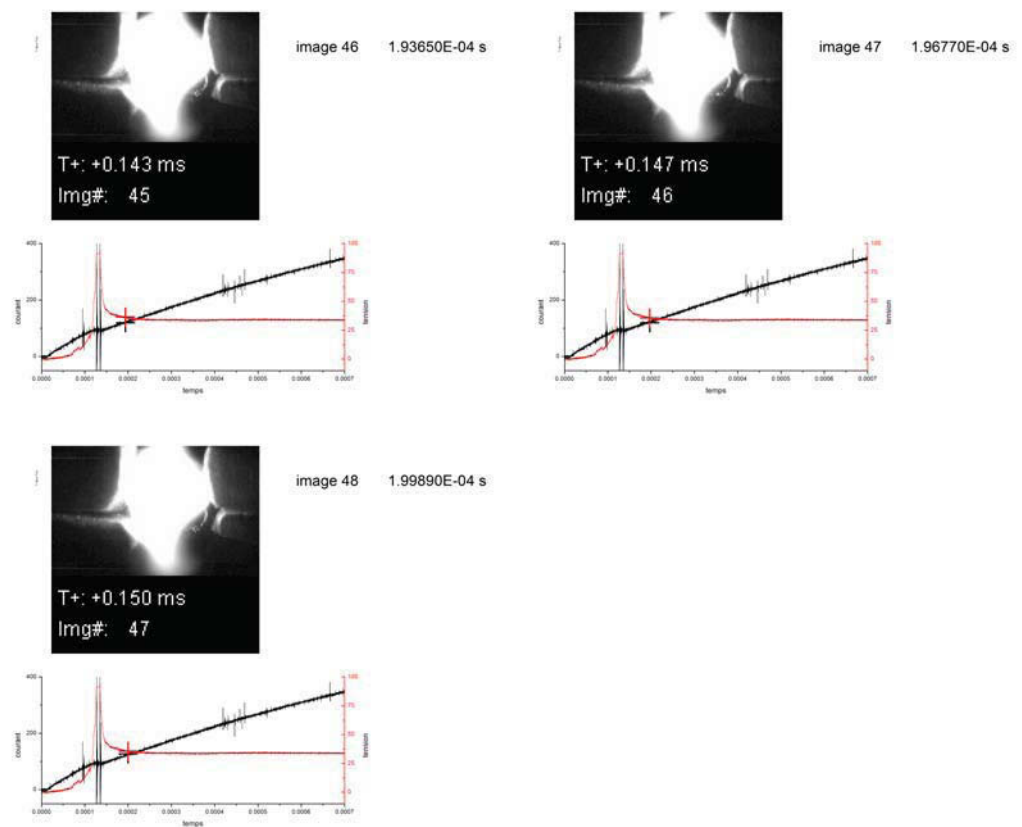 image 46 1.93650E-04 s
T+: +0.143 ms
Img#: 45
400
200
0
courant
100
75
50
25
0
tension
0.0000 0.0001 0.0002 0.0003 0.0004 0.0005 0.0006 0.0007
temps
image 47 1.96770E-04 s
T+: +0.147 ms
Img#: 46
400
200
0
courant
100
75
50
25
0
tension
0.0000 0.0001 0.0002 0.0003 0.0004 0.0005 0.0006 0.0007
temps
image 48 1.99890E-04 s
T+: +0.150 ms
Img#: 47
400
200
0
courant
100
75
50
25
0
tension
0.0000 0.0001 0.0002 0.0003 0.0004 0.0005 0.0006 0.0007
temps